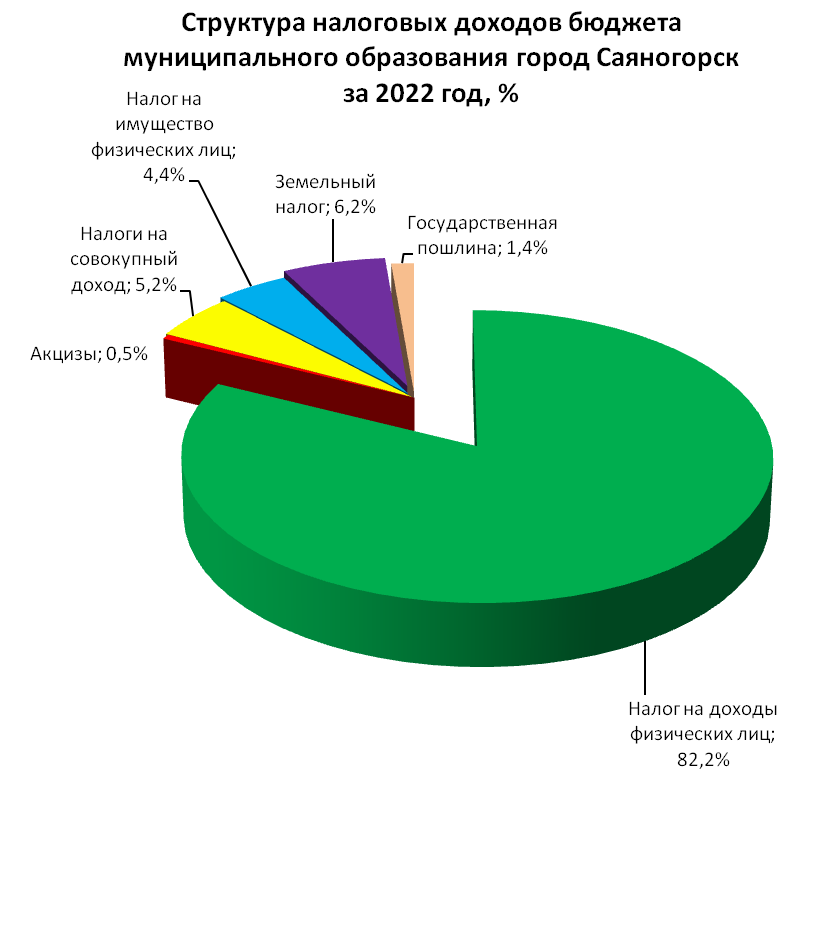 Структура налоговых доходов бюджета
муниципального образования город Саяногорск
за 2022 год, %
Налог на
имущество
физических лиц;
4,4%
Земельный
налог; 6,2%
Государственная
пошлина; 1,4%
Налоги на
совокупный
доход; 5,2%
Акцизы; 0,5%
Налог на доходы
физических лиц;
82,2%